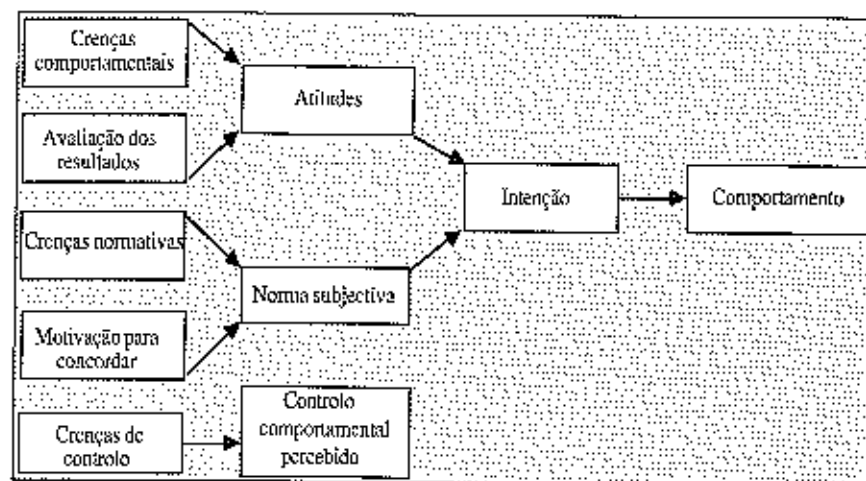 Crenças
comportamentais
Avaliação dos
resultados
Crenças normativas
Motivação para
concordar
Crenças de
controlo
Atitudes
Norma subjectiva
Controlo
comportamental
percebido
Intenção
Comportamento